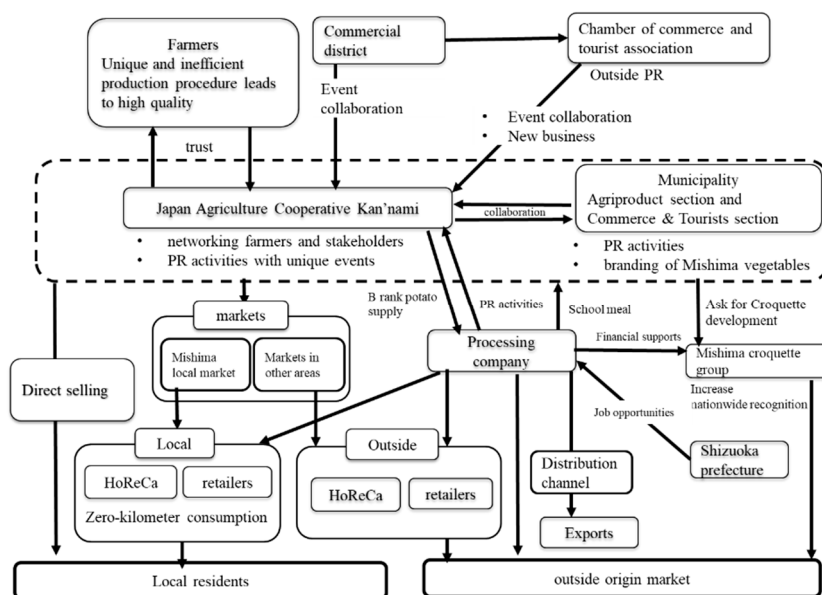 Farmers
Unique and inefficient
production procedure leads
to high quality
Commercial
district
Chamber of commerce and
tourist association
Event
collaboration
Outside PR
• Event collaboration
• New business
trust
Japan Agriculture Cooperative Kan'nami
collaboration
Municipality
Agriproduct section and
Commerce & Tourists section
• networking farmers and stakeholders
• PR activities with unique events
• PR activities
• branding of Mishima vegetables
markets
Mishima
local market
Markets in
other areas
B rank potato
supply
PR activities
School meal
Ask for Croquette
development
Processing
company
Financial supports
Mishima croquette
group
Increase
nationwide recognition
Direct selling
Job opportunities
Shizuoka
prefecture
Local
HoReCa
retailers
Zero-kilometer consumption
Outside
HoReCa
retailers
Distribution
channel
Exports
Local residents
outside origin market